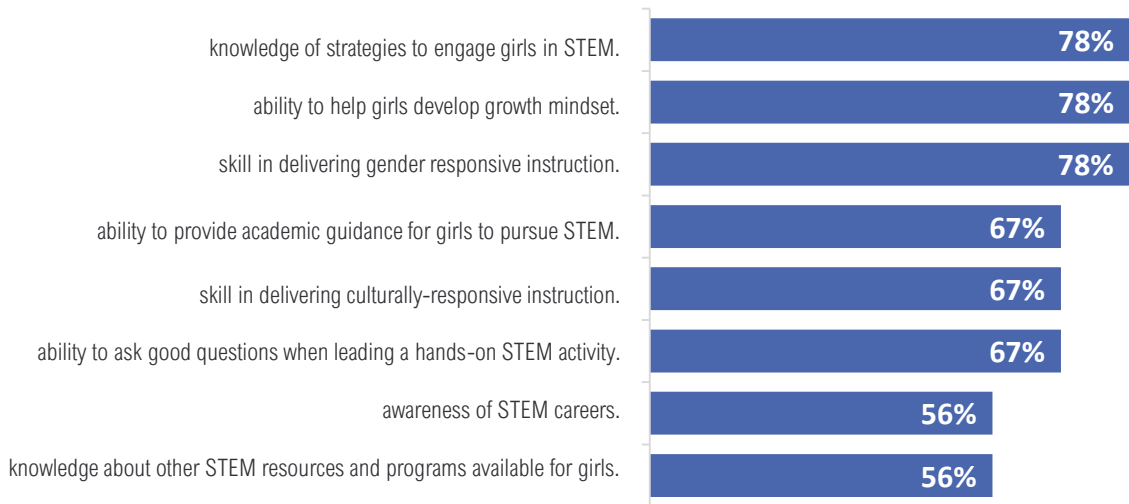 knowledge of strategies to engage girls in STEM. 78%
ability to help girls develop growth mindset. 78%
skill in delivering gender responsive instruction. 78%
ability to provide academic guidance for girls to pursue STEM. 67%
skill in delivering culturally-responsive instruction. 67%
ability to ask good questions when leading a hands-on STEM activity. 67%
awareness of STEM careers. 56%
knowledge about other STEM resources and programs available for girls. 56%